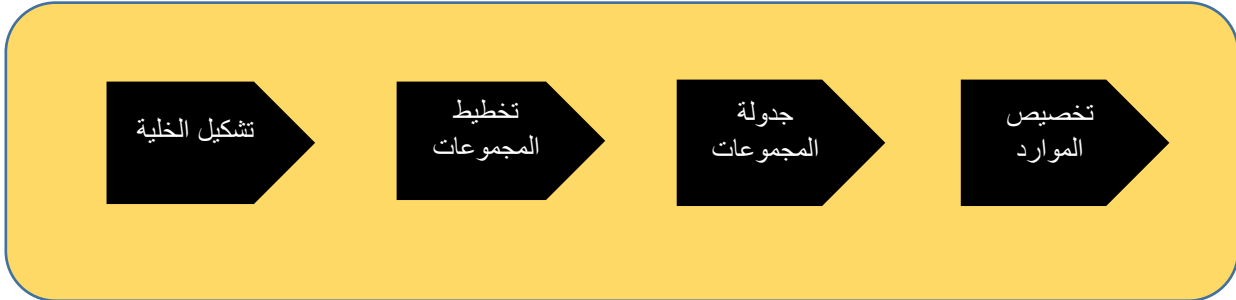 تشكيل الخلية
تخطيط
المجموعات
جدولة
المجموعات
تخصيص
الموارد